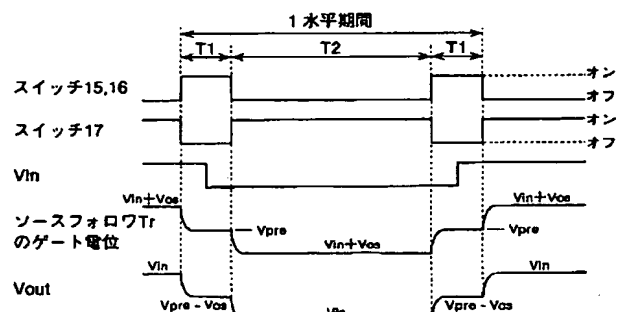 1 水平期間
T1 T2 T1
スイッチ15,16
オン
オフ
スイッチ17
オン
オフ
Vin
Vin+Vos Vin+Vos
ソースフォロワTr
のゲート電位
Vpre Vin+Vos Vpre
Vin Vin
Vout
Vpre - Vos Vin Vpre - Vos